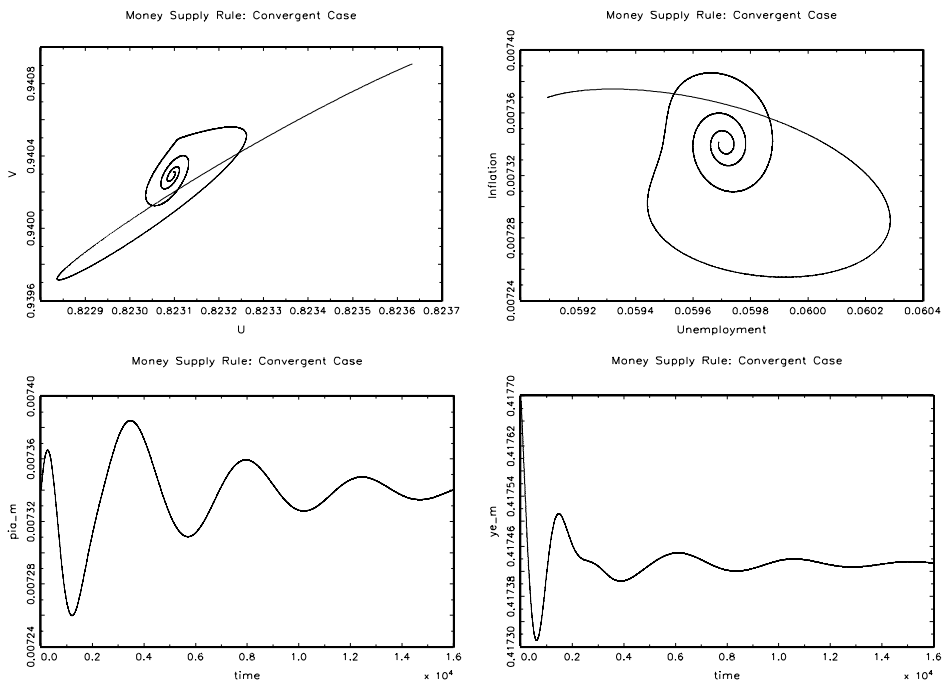 Money Supply Rule: Convergent Case
V
0.9396 0.9400 0.9404 0.9408
0.8229 0.8230 0.8231 0.8232 0.8233 0.8234 0.8235 0.8236 0.8237
U
Money Supply Rule: Convergent Case
Inflation
0.00724 0.00728 0.00732 0.00736 0.00740
0.0592 0.0594 0.0596 0.0598 0.0600 0.0602 0.0604
Unemployment
Money Supply Rule: Convergent Case
pia_m
0.00724 0.00728 0.00732 0.00736 0.00740
0.0 0.2 0.4 0.6 0.8 1.0 1.2 1.4 1.6
time
x 10⁴
Money Supply Rule: Convergent Case
ye_m
0.41730 0.41738 0.41746 0.41754 0.41762 0.41770
0.0 0.2 0.4 0.6 0.8 1.0 1.2 1.4 1.6
time
x 10⁴